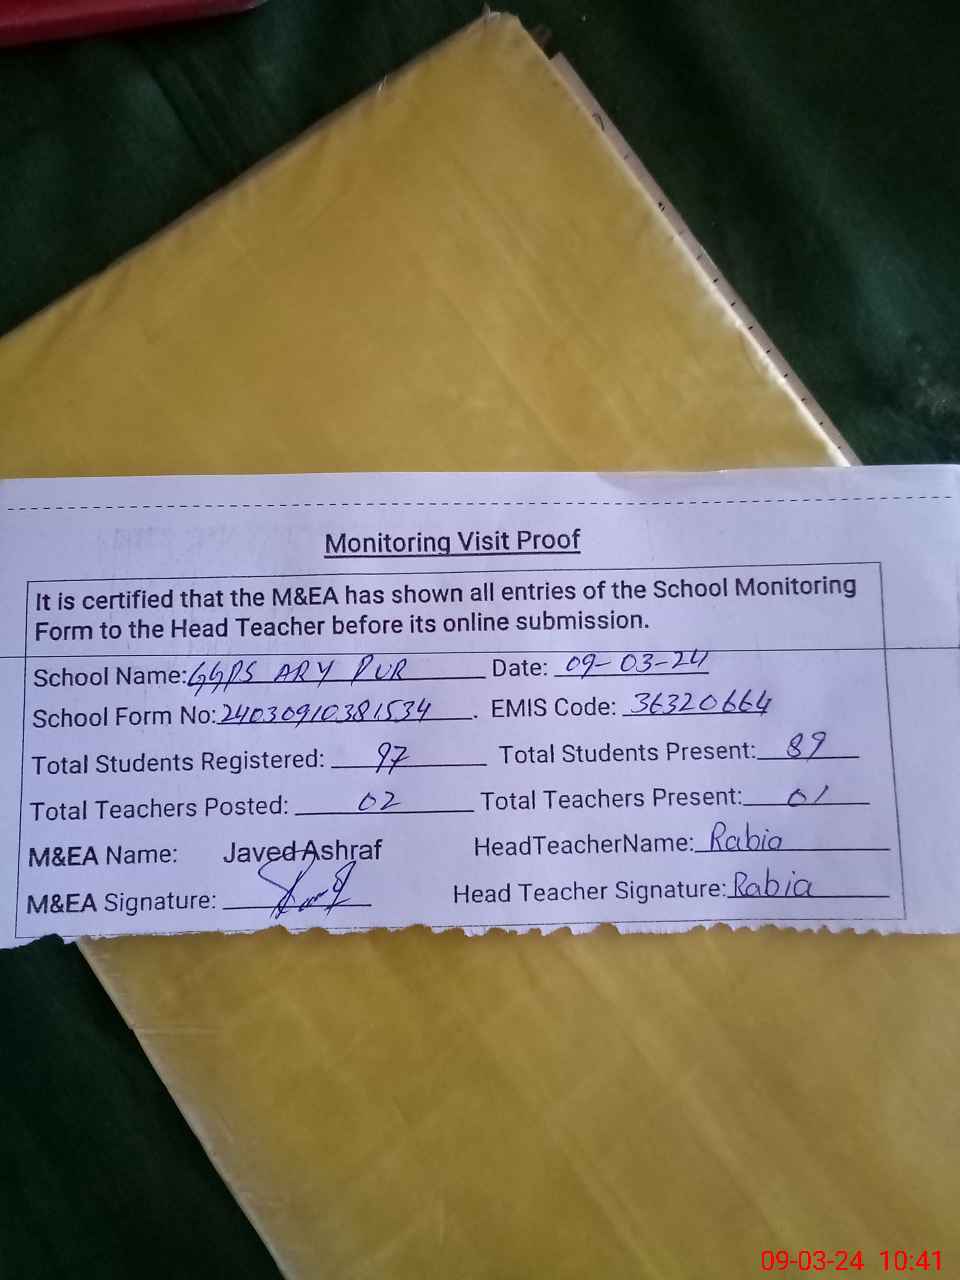 Monitoring Visit Proof
It is certified that the M&EA has shown all entries of the School Monitoring
Form to the Head Teacher before its online submission.
School Name: GGPS ARY PUR Date: 09-03-24
School Form No: 24030910381534. EMIS Code: 36320664
Total Students Registered: 97 Total Students Present: 89
Total Teachers Posted: 02 Total Teachers Present: 01
M&EA Name: Javed Ashraf HeadTeacherName: Rabia
M&EA Signature: Head Teacher Signature: Rabia
09-03-24 10:41